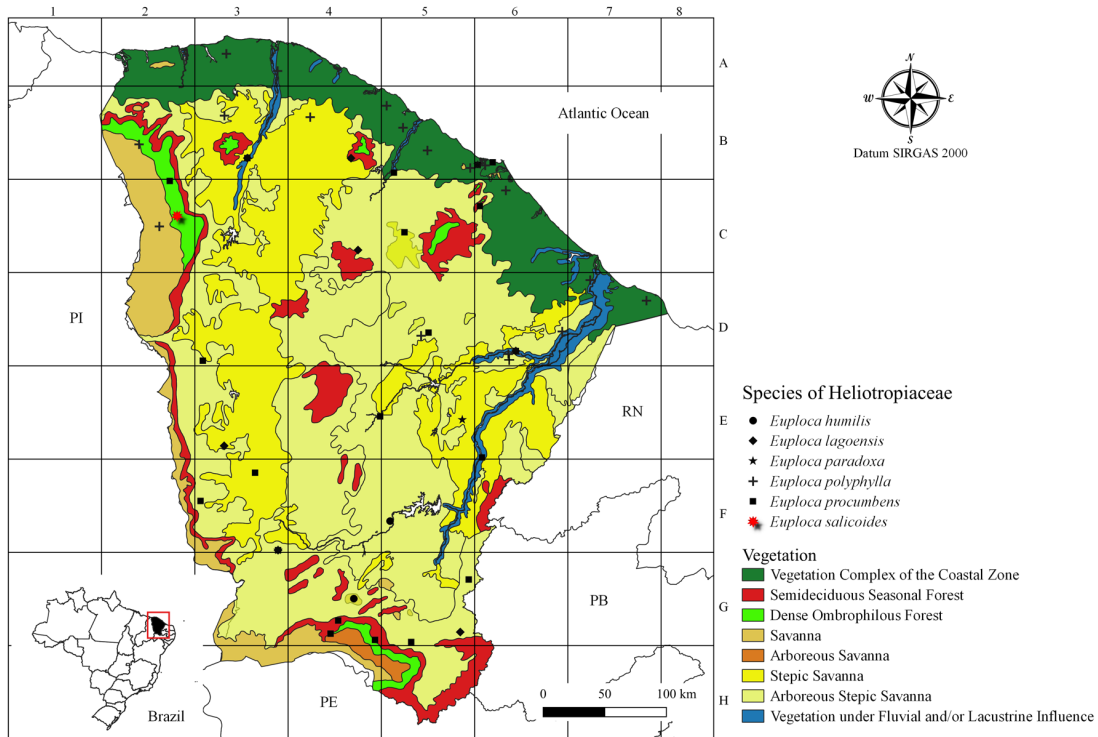 1 2 3 4 5 6 7 8
A
N
W E
S
Datum SIRGAS 2000
Atlantic Ocean
B
C
PI
D
RN
E
F
PB
G
PE
H
Brazil
0 50 100 km
Species of Heliotropiaceae
Euploca humilis
Euploca lagoensis
Euploca paradoxa
Euploca polyphylla
Euploca procumbens
Euploca salicoides
Vegetation
Vegetation Complex of the Coastal Zone
Semideciduous Seasonal Forest
Dense Ombrophilous Forest
Savanna
Arboreous Savanna
Stepic Savanna
Arboreous Stepic Savanna
Vegetation under Fluvial and/or Lacustrine Influence